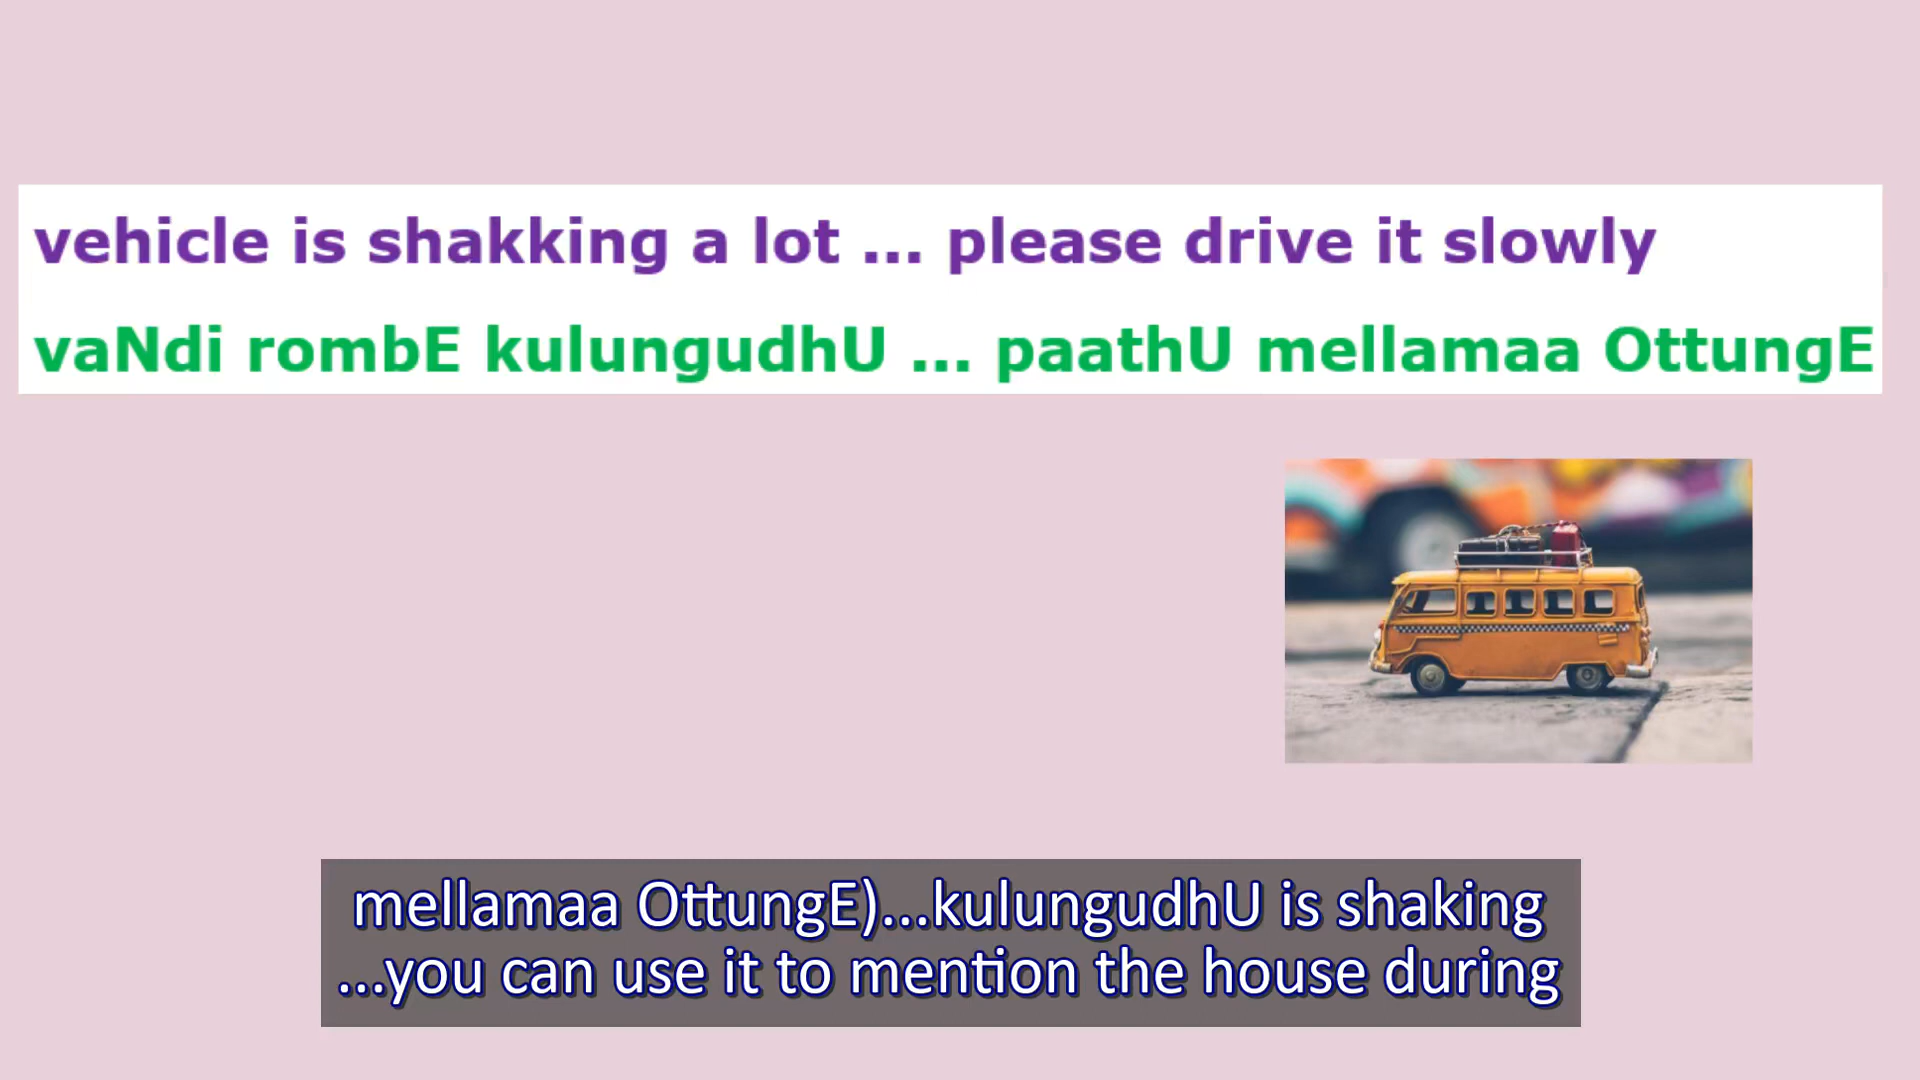 vehicle is shakking a lot ... please drive it slowly
vaNdi rombE kulungudhU ... paathU mellamaa OttungE
mellamaa OttungE)...kulungudhU is shaking
...you can use it to mention the house during